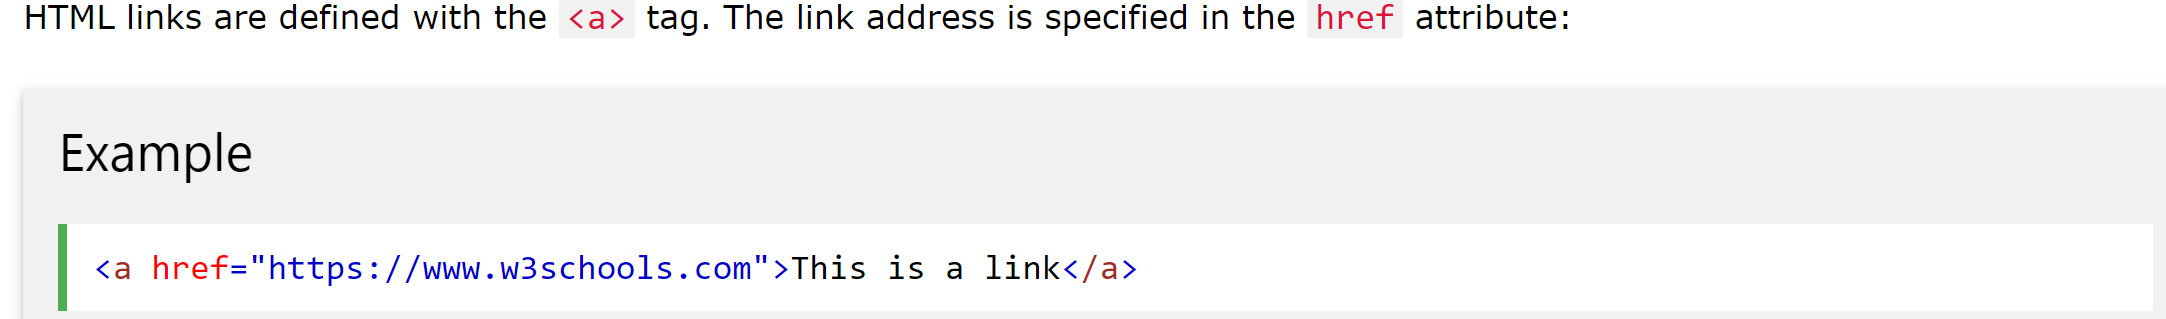 HTML links are defined with the <a> tag. The link address is specified in the href attribute:
Example
<a href="https://www.w3schools.com">This is a link</a>